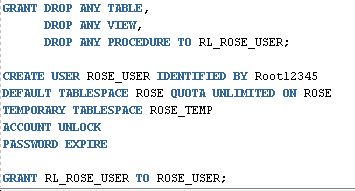 GRANT DROP ANY TABLE,
DROP ANY VIEW,
DROP ANY PROCEDURE TO RL_ROSE_USER;
CREATE USER ROSE_USER IDENTIFIED BY Root12345
DEFAULT TABLESPACE ROSE QUOTA UNLIMITED ON ROSE
TEMPORARY TABLESPACE ROSE_TEMP
ACCOUNT UNLOCK
PASSWORD EXPIRE
GRANT RL_ROSE_USER TO ROSE_USER;